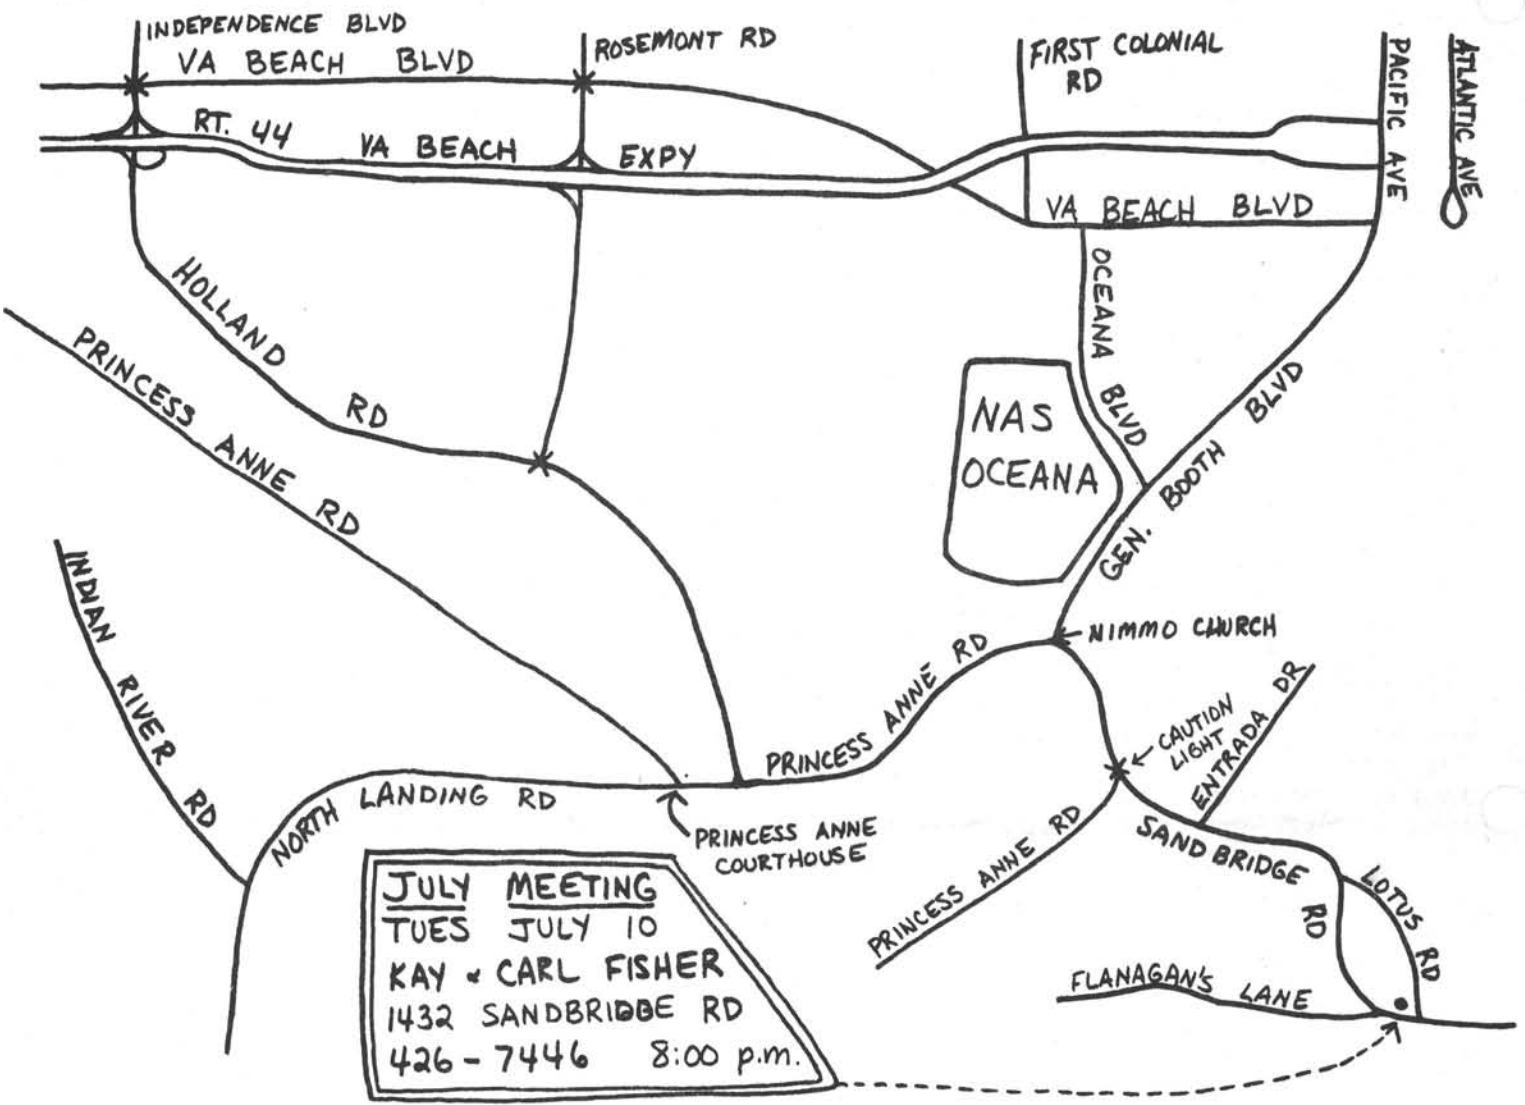 INDEPENDENCE BLVD
VA BEACH BLVD
ROSEMONT RD
FIRST COLONIAL
RD
PACIFIC AVE
ATLANTIC AVE
RT. 44 VA BEACH EXPY
VA BEACH BLVD
HOLLAND RD
OCEANA BLVD
PRINCESS ANNE RD
NAS
OCEANA
GEN. BOOTH BLVD
INDIAN RIVER RD
NIMMO CHURCH
PRINCESS ANNE RD
CAUTION
LIGHT
ENTRADA DR
NORTH LANDING RD
PRINCESS ANNE
COURTHOUSE
PRINCESS ANNE RD
SANDBRIDGE RD
LOTUS RD
FLANAGAN'S LANE
JULY MEETING
TUES JULY 10
KAY & CARL FISHER
1432 SANDBRIDGE RD
426-7446 8:00 p.m.